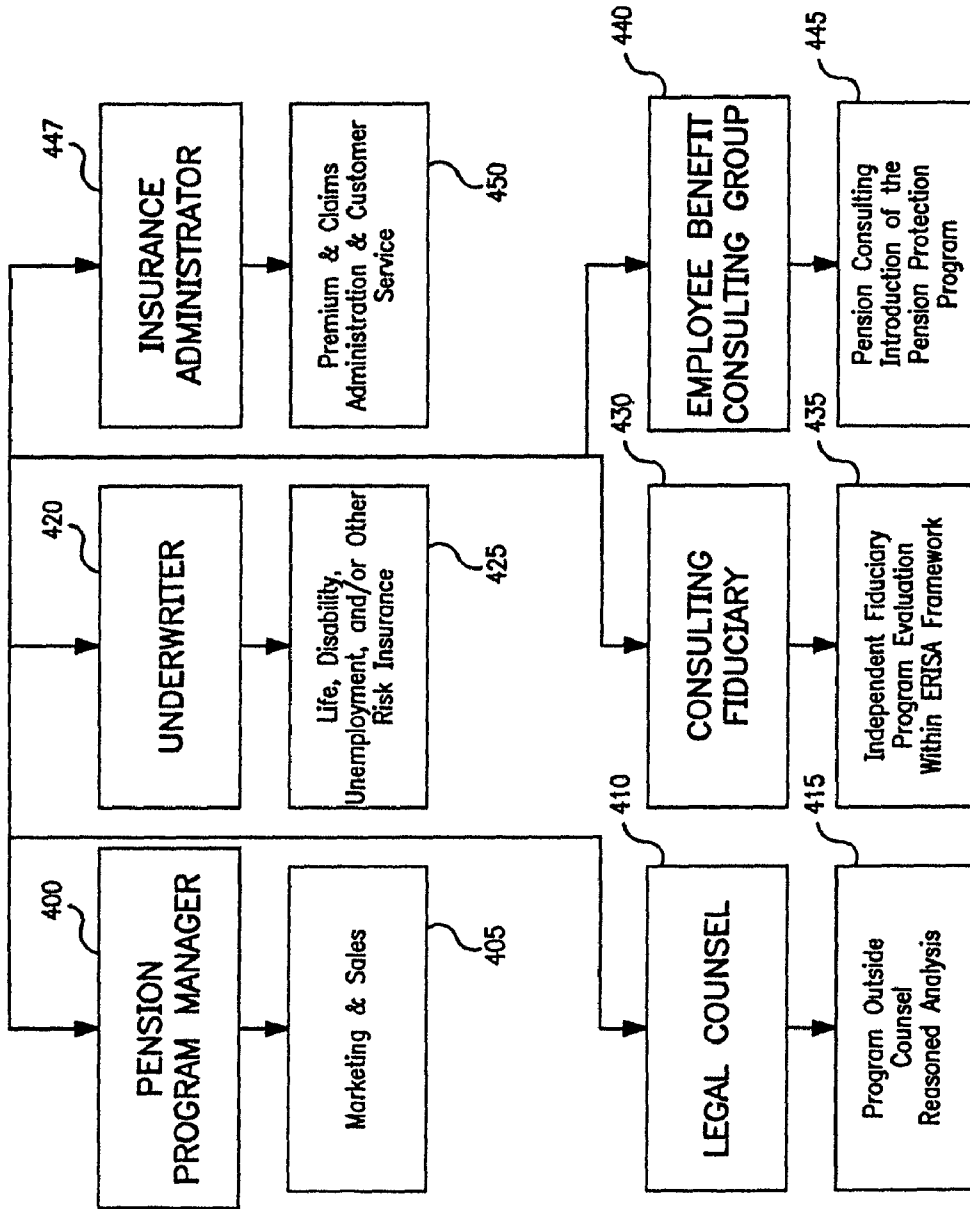 400
PENSION
PROGRAM MANAGER
Marketing & Sales
405
420
UNDERWRITER
Life, Disability,
Unemployment, and/or Other
Risk Insurance
425
447
INSURANCE
ADMINISTRATOR
Premium & Claims
Administration & Customer
Service
450
410
LEGAL COUNSEL
415
Program Outside
Counsel
Reasoned Analysis
430
CONSULTING
FIDUCIARY
435
Independent Fiduciary
Program Evaluation
Within ERISA Framework
440
EMPLOYEE BENEFIT
CONSULTING GROUP
445
Pension Consulting
Introduction of the
Pension Protection
Program